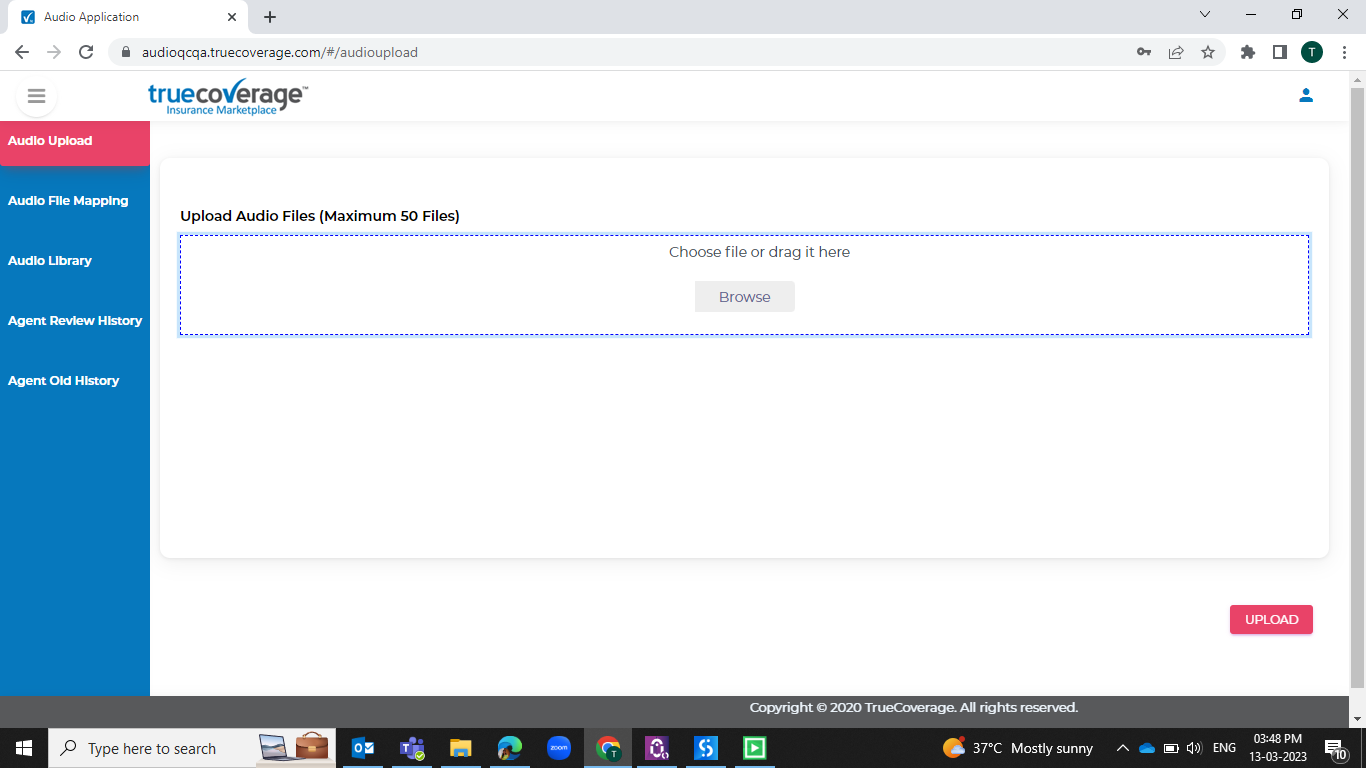 Audio Application
audioqcqa.truecoverage.com/#/audioupload
T
truecoverage™
Insurance Marketplace
Audio Upload
Audio File Mapping
Audio Library
Agent Review History
Agent Old History
Upload Audio Files (Maximum 50 Files)
Choose file or drag it here
Browse
UPLOAD
Copyright © 2020 TrueCoverage. All rights reserved.
Type here to search
zoom
T
37°C Mostly sunny
ENG
03:48 PM
13-03-2023
10